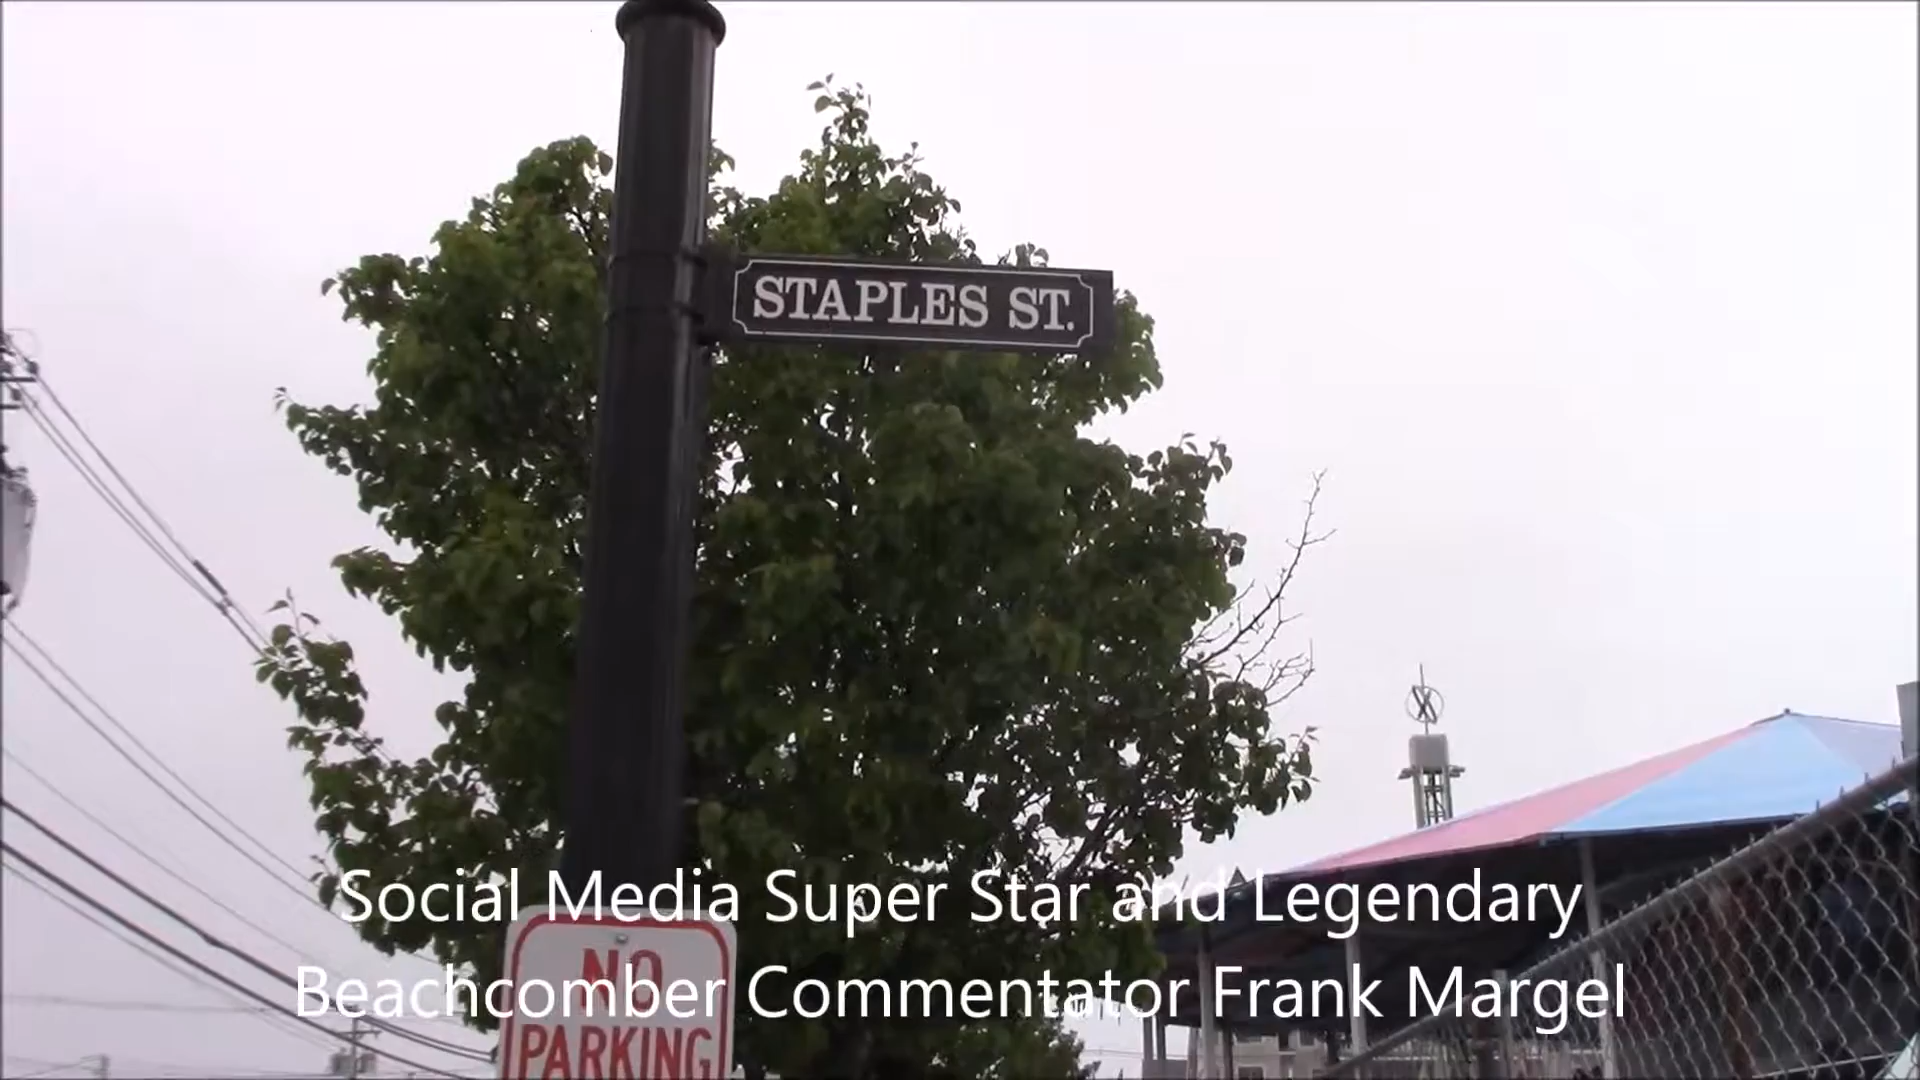 STAPLES ST.
Social Media Super Star and Legendary
Beachcomber Commentator Frank Margel
NO
PARKING